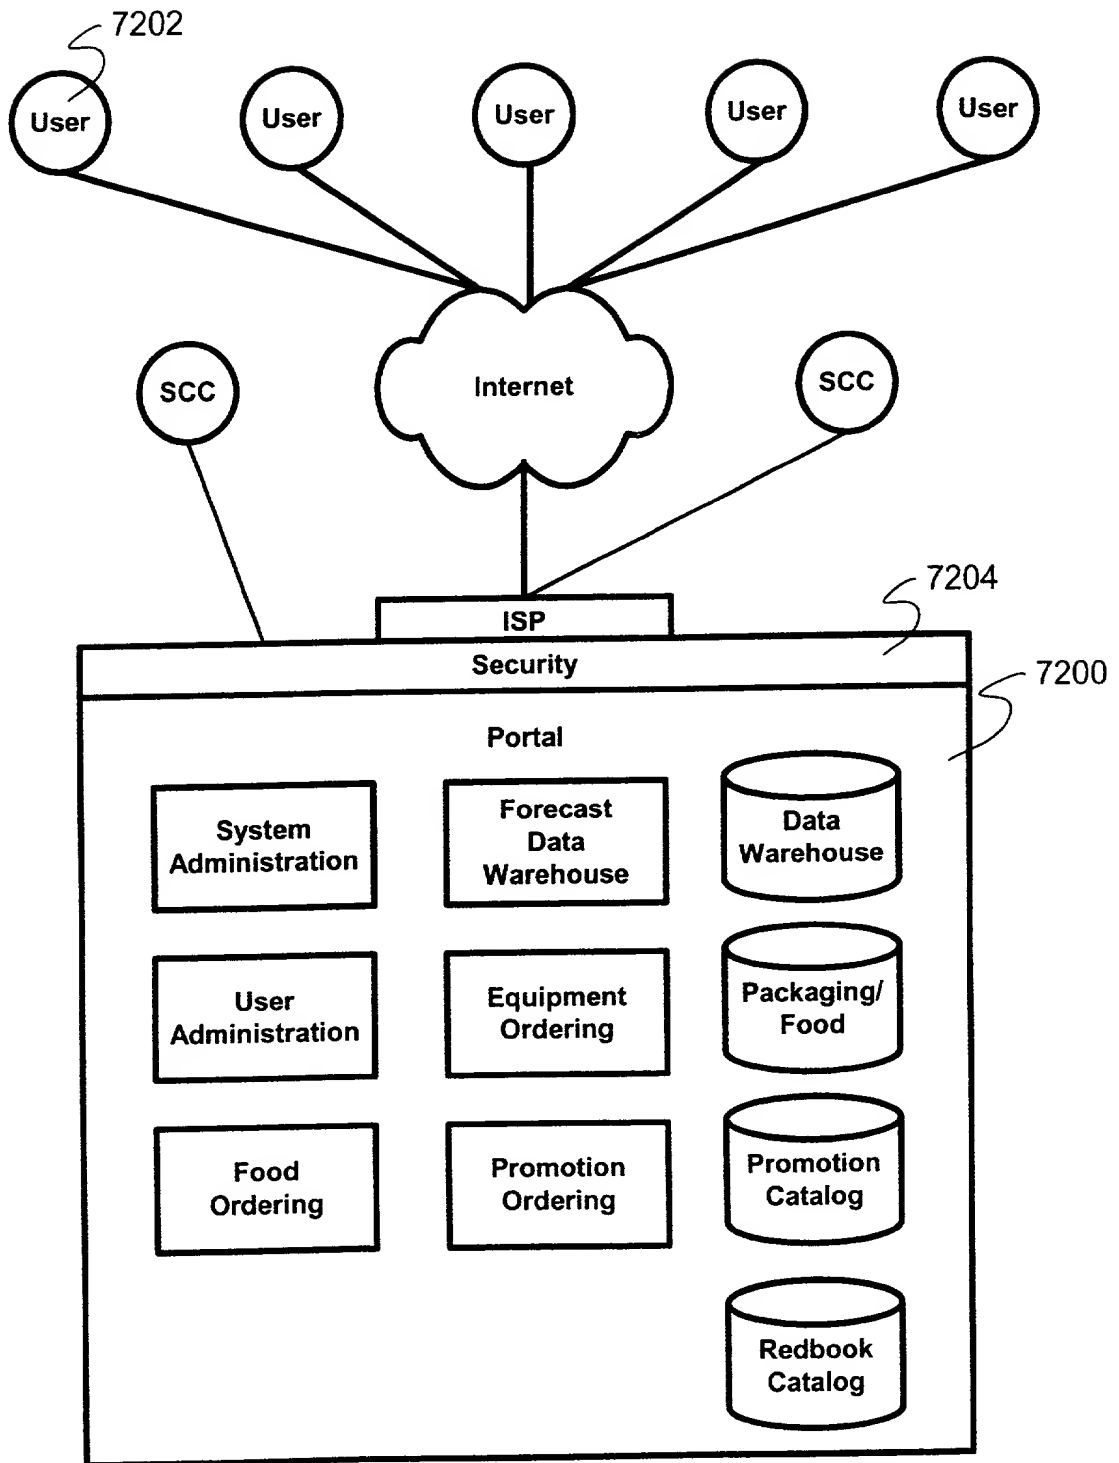 7202
User
User
User
User
User
SCC
Internet
SCC
7204
ISP
Security
7200
Portal
System
Administration
Forecast
Data
Warehouse
Data
Warehouse
User
Administration
Equipment
Ordering
Packaging/
Food
Food
Ordering
Promotion
Ordering
Promotion
Catalog
Redbook
Catalog